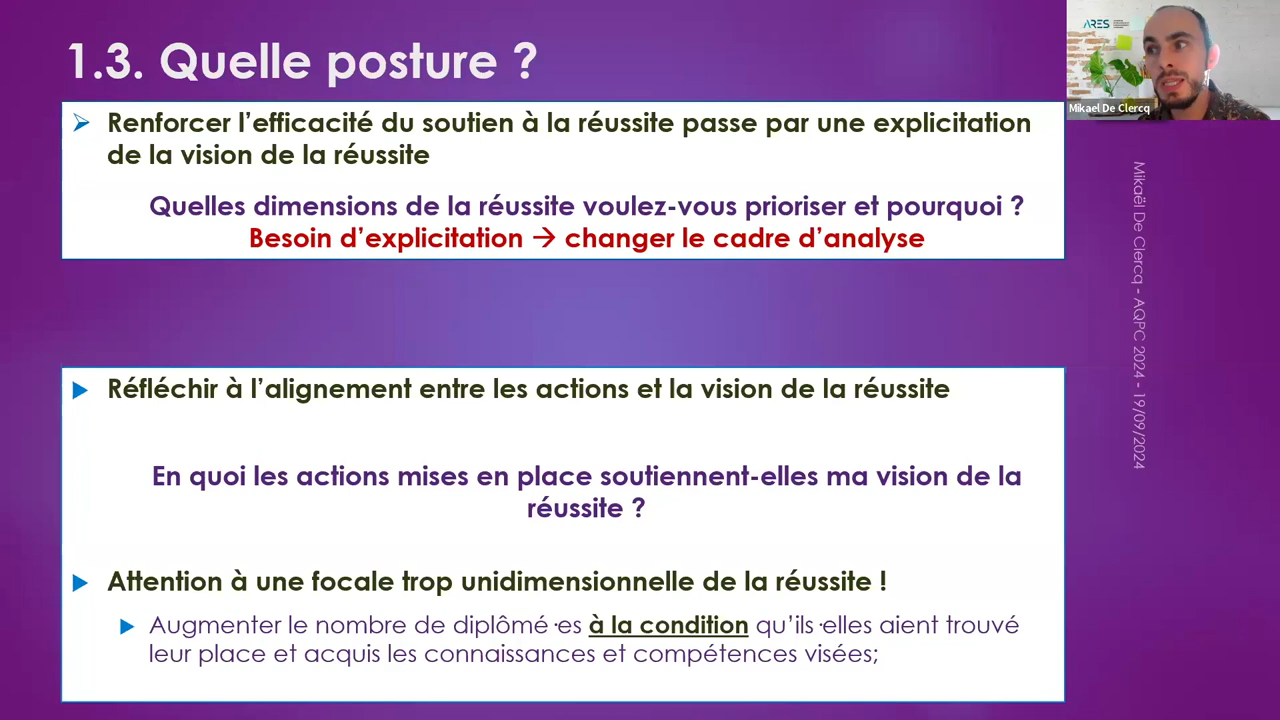 1.3. Quelle posture ?
ARES
Mikael De Clercq
Renforcer l’efficacité du soutien à la réussite passe par une explicitation
de la vision de la réussite
Quelles dimensions de la réussite voulez-vous prioriser et pourquoi ?
Besoin d’explicitation → changer le cadre d’analyse
Réfléchir à l’alignement entre les actions et la vision de la réussite
En quoi les actions mises en place soutiennent-elles ma vision de la
réussite ?
Attention à une focale trop unidimensionnelle de la réussite !
Augmenter le nombre de diplômé·es à la condition qu’ils·elles aient trouvé
leur place et acquis les connaissances et compétences visées;
Mikaël De Clercq - AQPC 2024 - 19/09/2024